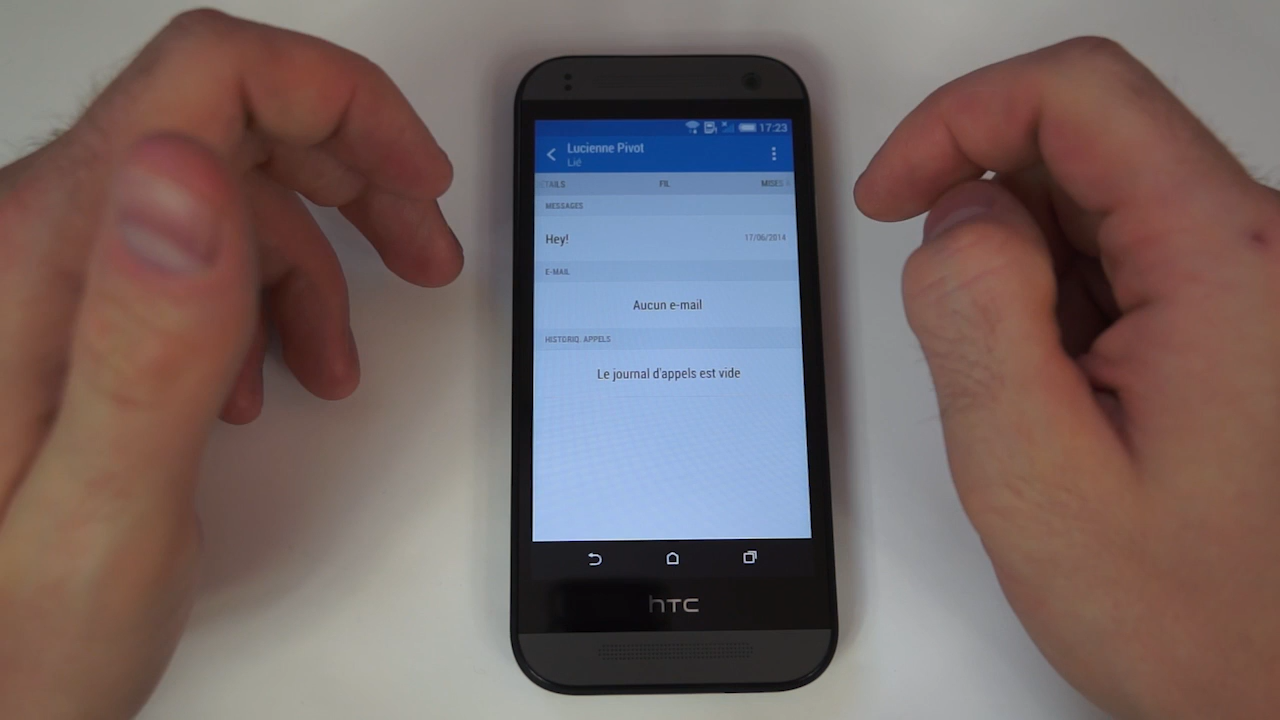 17:23
Lucienne Pivot
Lié
ETAILS FIL MISES
MESSAGES
Hey! 17/06/2014
E-MAIL
Aucun e-mail
HISTORIQ. APPELS
Le journal d'appels est vide
hTC